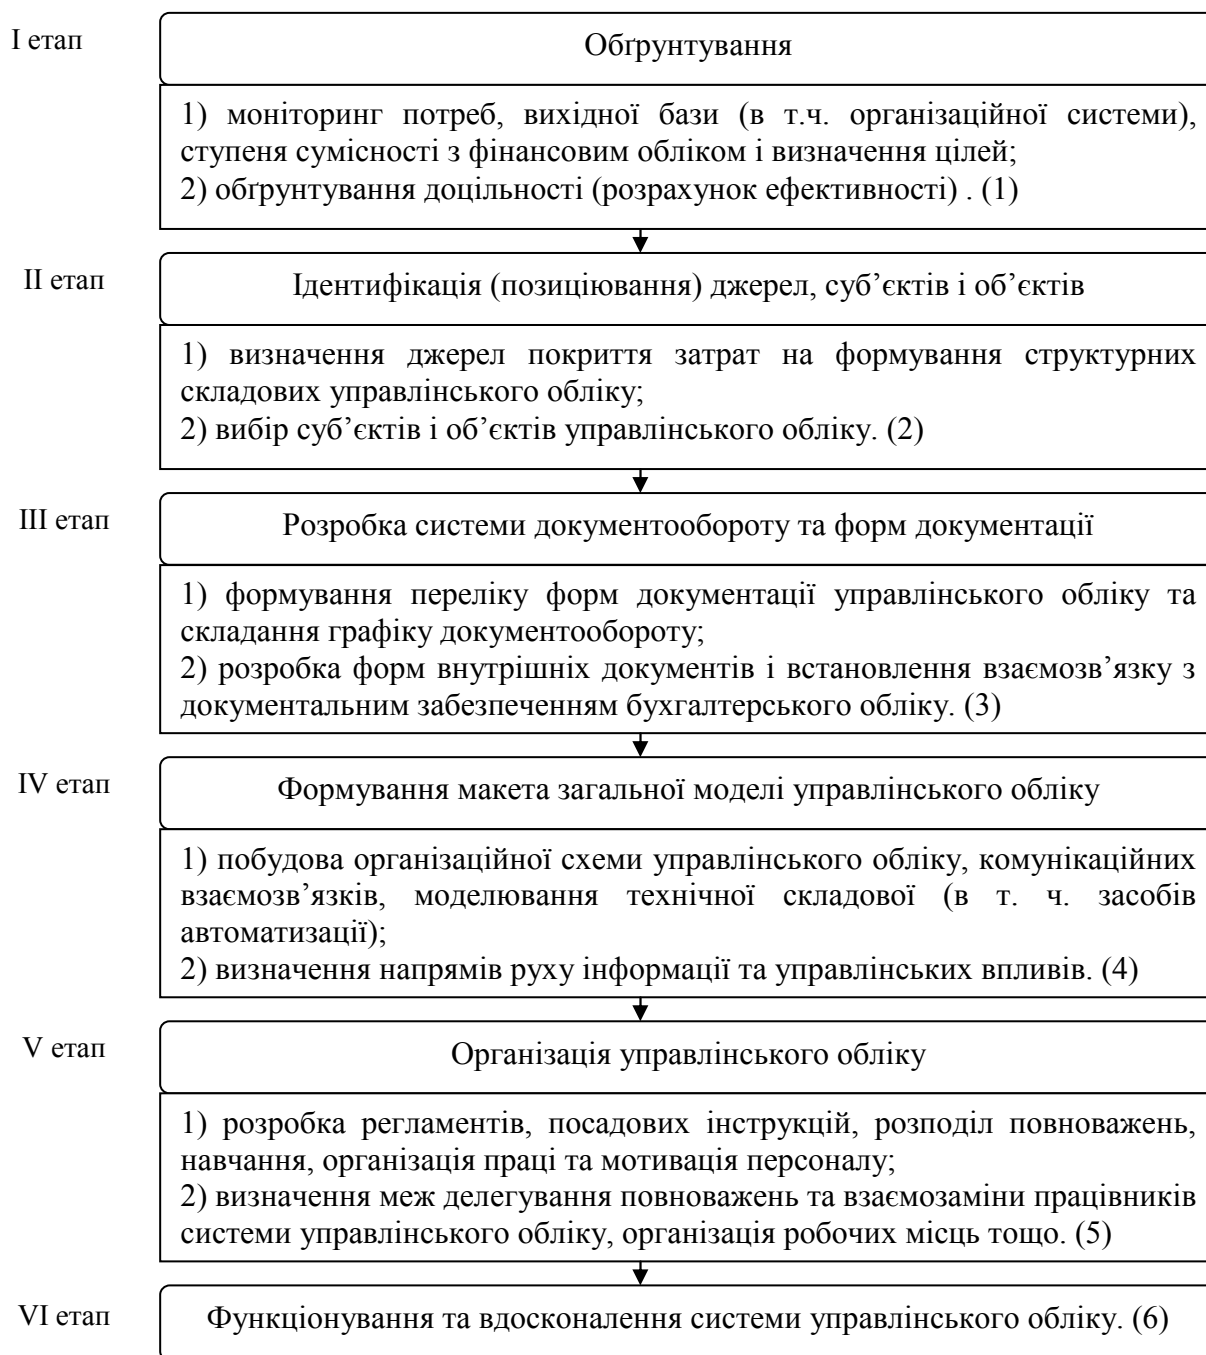 І етап
Обґрунтування
1) моніторинг потреб, вихідної бази (в т.ч. організаційної системи),
ступеня сумісності з фінансовим обліком і визначення цілей;
2) обґрунтування доцільності (розрахунок ефективності) . (1)
ІІ етап
Ідентифікація (позиціювання) джерел, суб’єктів і об’єктів
1) визначення джерел покриття затрат на формування структурних
складових управлінського обліку;
2) вибір суб’єктів і об’єктів управлінського обліку. (2)
ІІІ етап
Розробка системи документообороту та форм документації
1) формування переліку форм документації управлінського обліку та
складання графіку документообороту;
2) розробка форм внутрішніх документів і встановлення взаємозв’язку з
документальним забезпеченням бухгалтерського обліку. (3)
IV етап
Формування макета загальної моделі управлінського обліку
1) побудова організаційної схеми управлінського обліку, комунікаційних
взаємозв’язків, моделювання технічної складової (в т. ч. засобів
автоматизації);
2) визначення напрямів руху інформації та управлінських впливів. (4)
V етап
Організація управлінського обліку
1) розробка регламентів, посадових інструкцій, розподіл повноважень,
навчання, організація праці та мотивація персоналу;
2) визначення меж делегування повноважень та взаємозаміни працівників
системи управлінського обліку, організація робочих місць тощо. (5)
VI етап
Функціонування та вдосконалення системи управлінського обліку. (6)